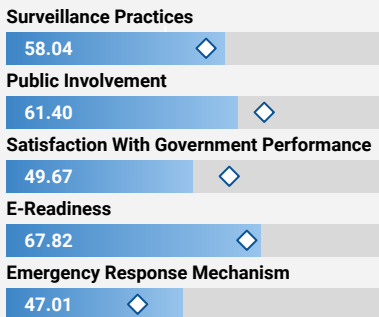 Surveillance Practices
58.04
Public Involvement
61.40
Satisfaction With Government Performance
49.67
E-Readiness
67.82
Emergency Response Mechanism
47.01